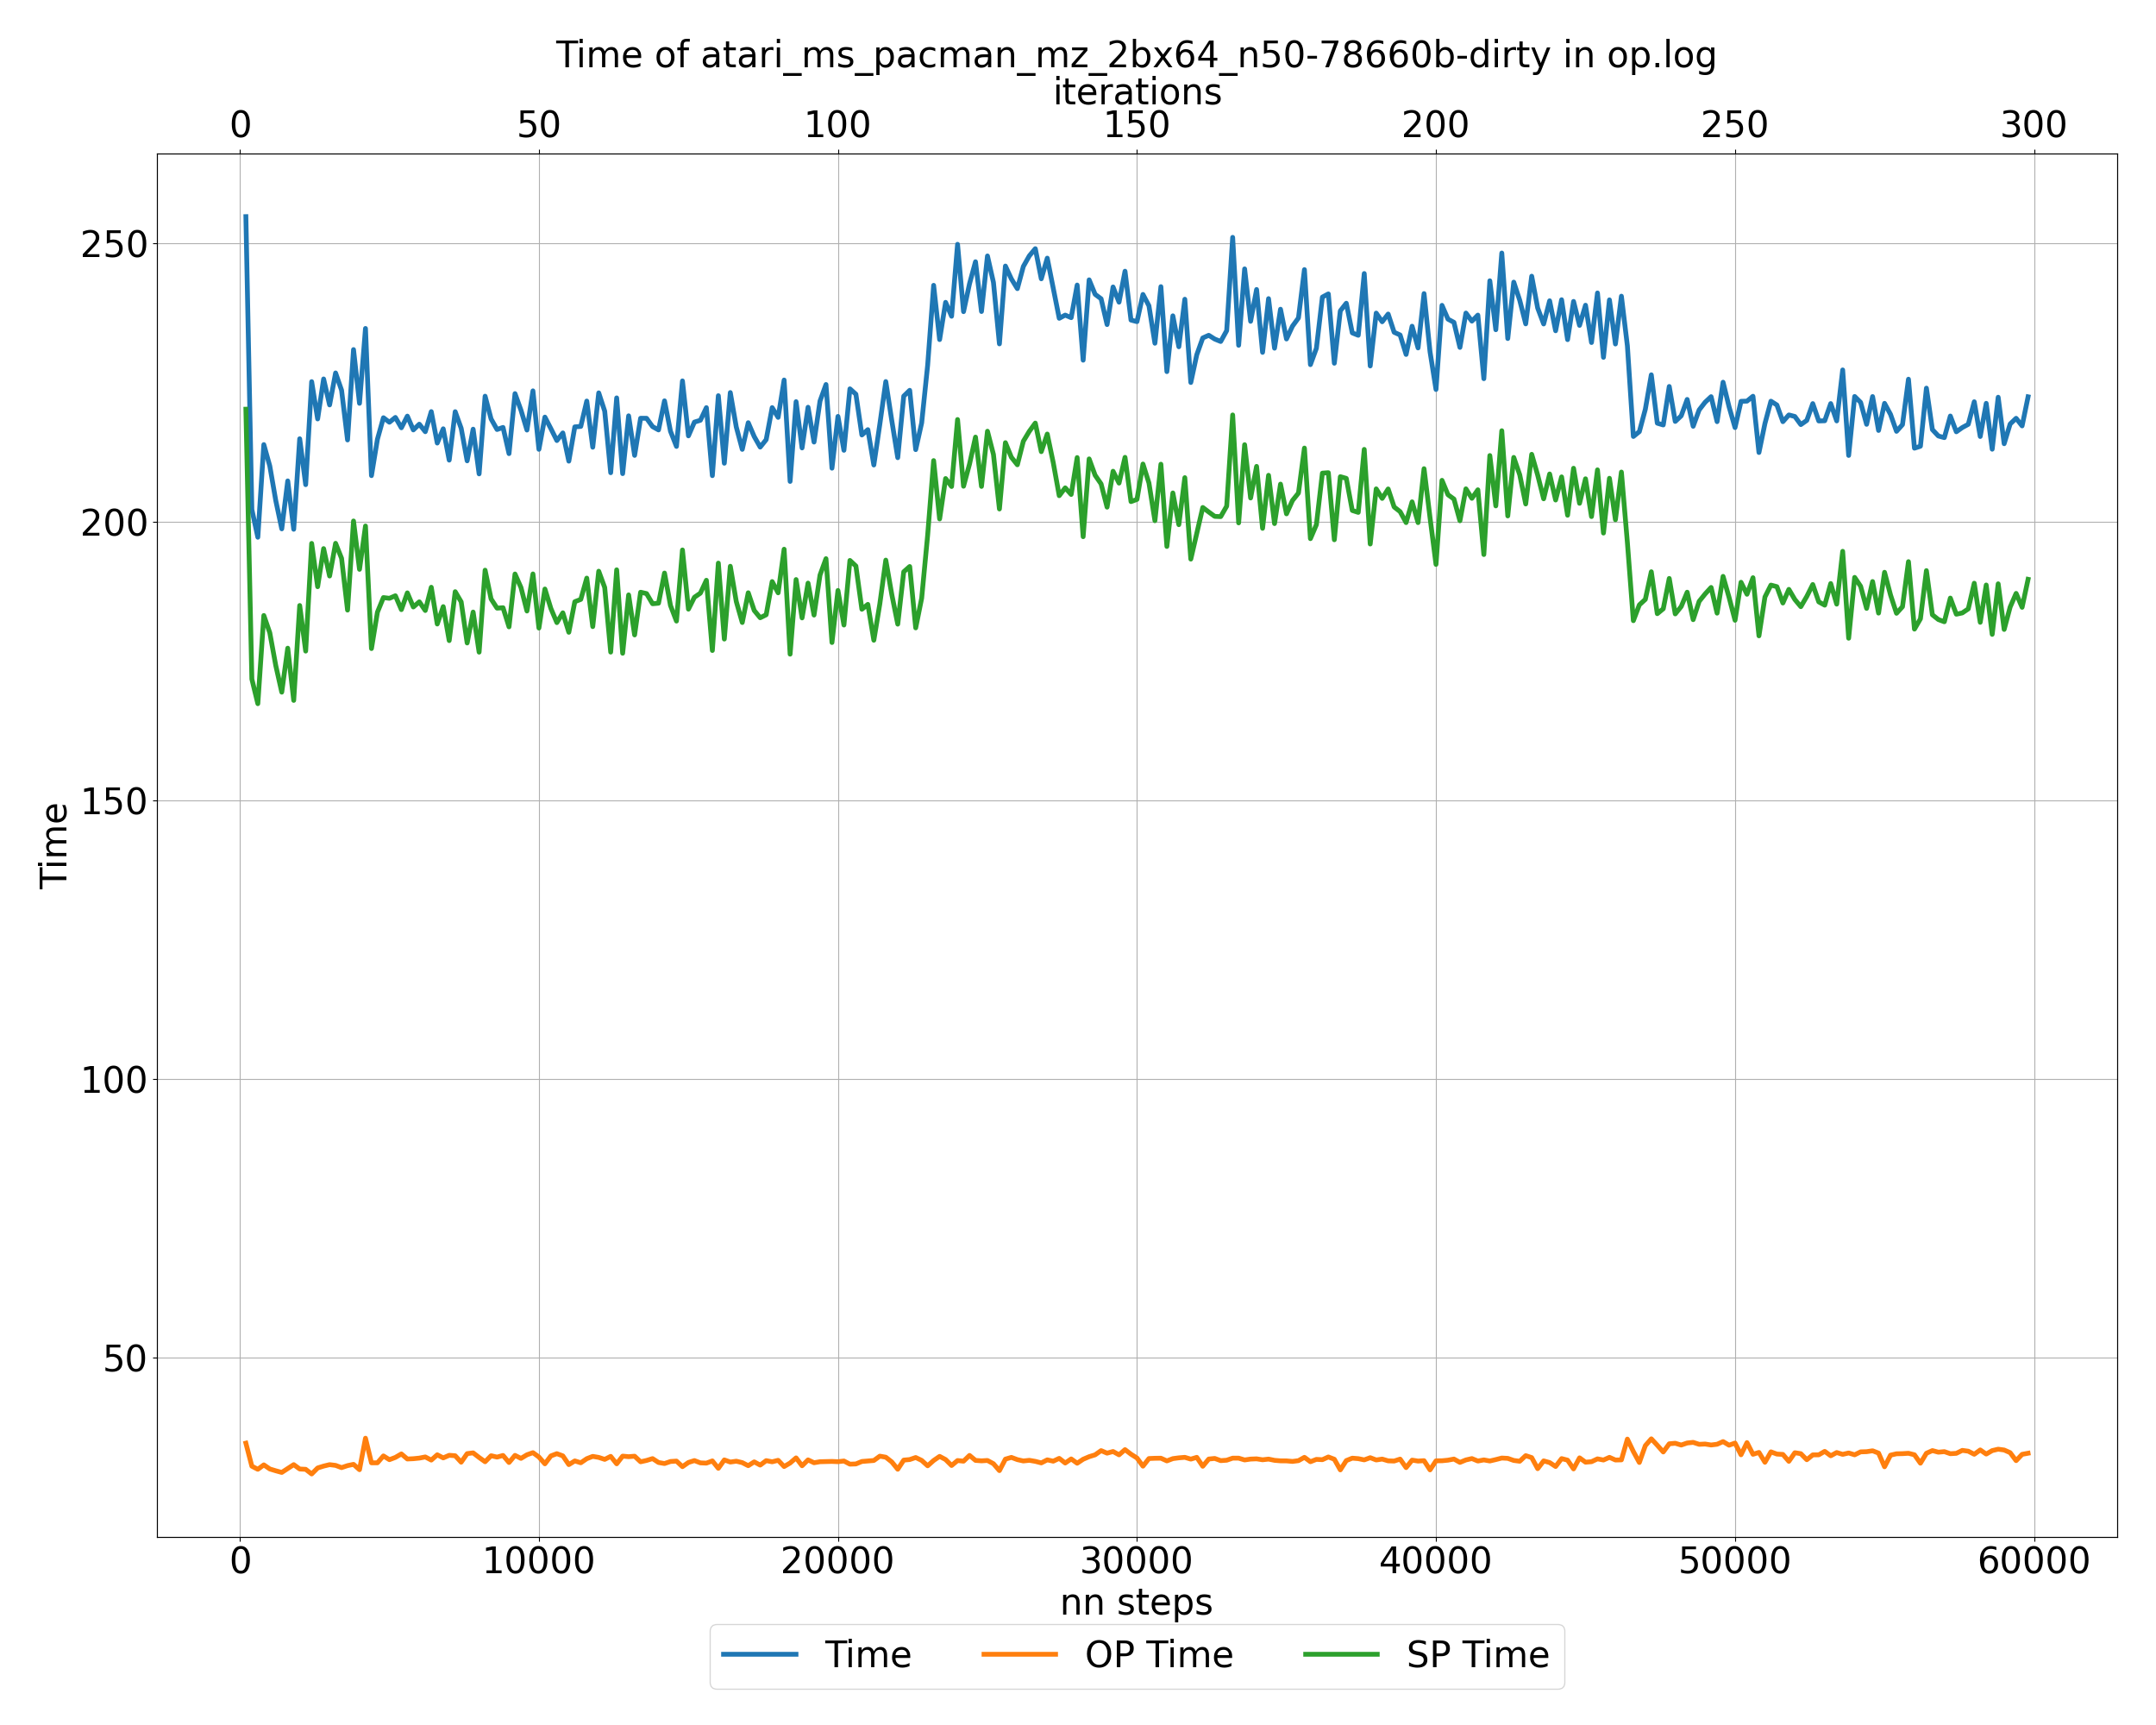 Time of atari_ms_pacman_mz_2bx64_n50-78660b-dirty in op.log
iterations
0 50 100 150 200 250 300
250
200
150
100
50
Time
0 10000 20000 30000 40000 50000 60000
nn steps
Time OP Time SP Time